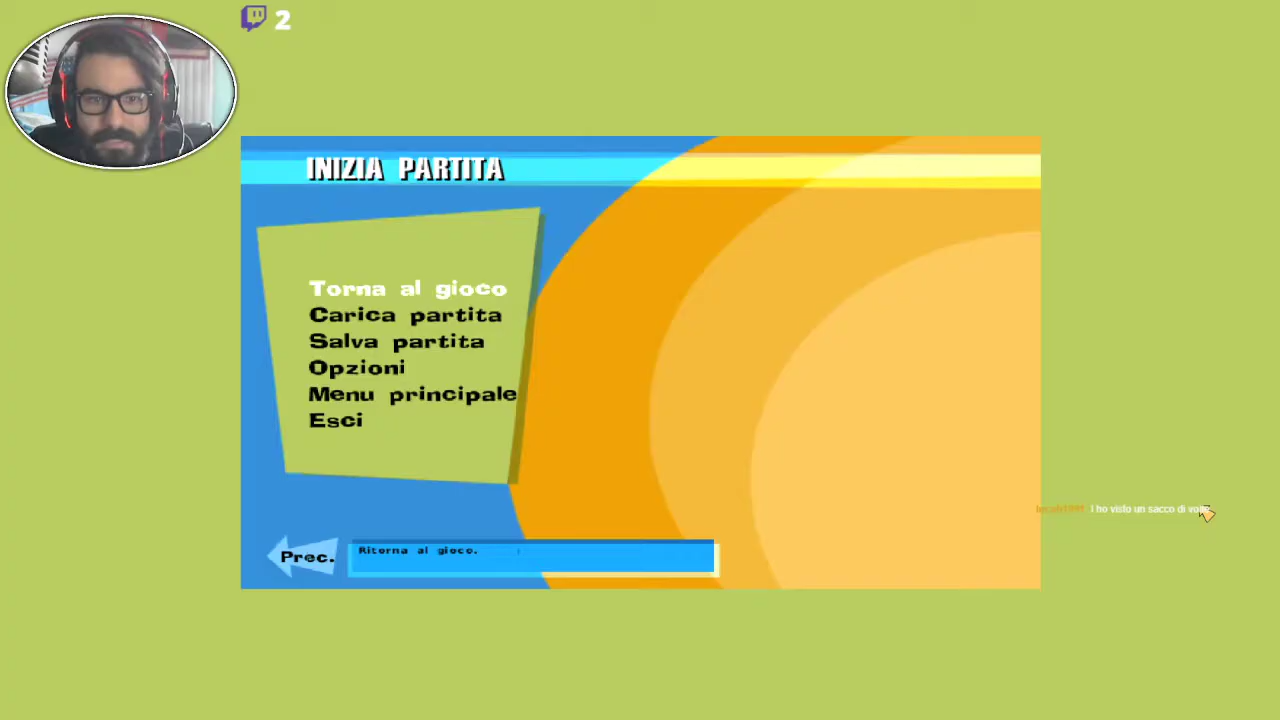 2
INIZIA PARTITA
Torna al gioco
Carica partita
Salva partita
Opzioni
Menu principale
Esci
l ho visto un sacco di volte
Prec.
Ritorna al gioco.